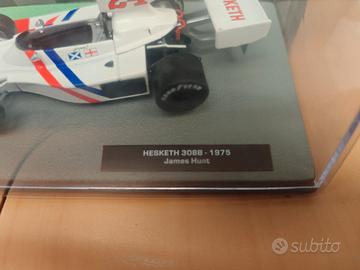 HESKETH
GOODYEAR
HESKETH 308B - 1975
James Hunt
subito